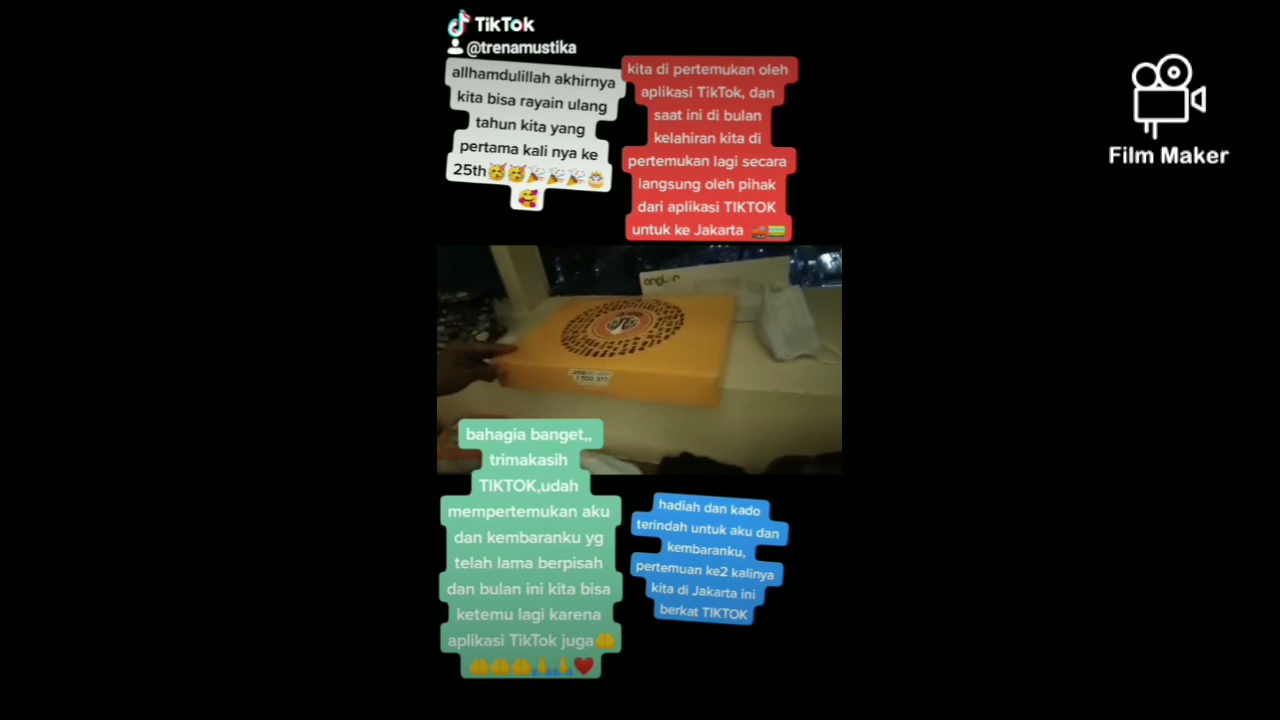 TikTok
@trenamustika
allhamdulillah akhirnya
kita bisa rayain ulang
tahun kita yang
pertama kali nya ke
25th🥳🥳🎉🎉🎉🎂
🥰
kita di pertemukan oleh
aplikasi TikTok, dan
saat ini di bulan
kelahiran kita di
pertemukan lagi secara
langsung oleh pihak
dari aplikasi TIKTOK
untuk ke Jakarta 🚂🚃
Film Maker
J.CO
1 500 377
bahagia banget,,
trimakasih
TIKTOK,udah
mempertemukan aku
dan kembaranku yg
telah lama berpisah
dan bulan ini kita bisa
ketemu lagi karena
aplikasi TikTok juga🤲
🤲🤲🤲🙏🙏❤️
hadiah dan kado
terindah untuk aku dan
kembaranku,
pertemuan ke2 kalinya
kita di Jakarta ini
berkat TIKTOK